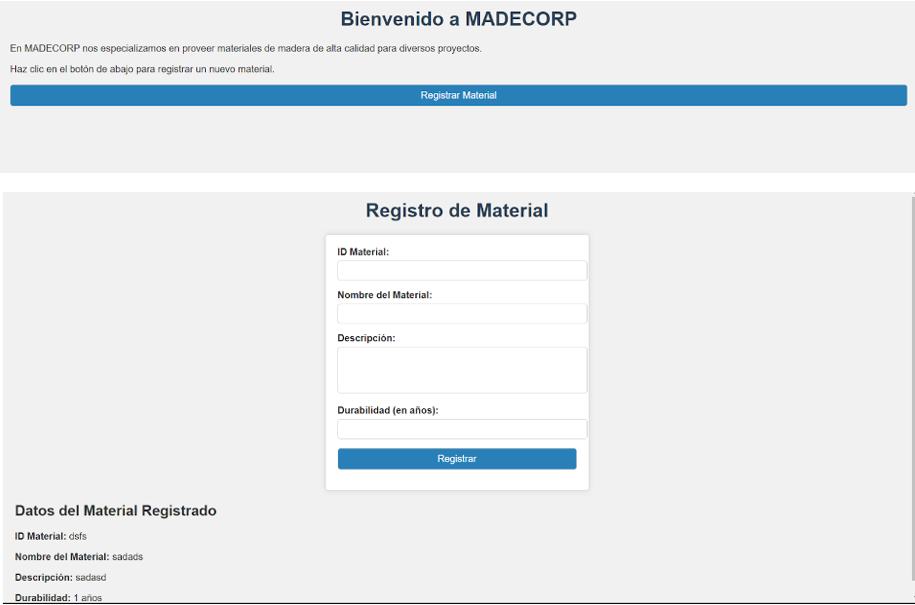 Bienvenido a MADECORP
En MADECORP nos especializamos en proveer materiales de madera de alta calidad para diversos proyectos.
Haz clic en el botón de abajo para registrar un nuevo material.
Registrar Material
Registro de Material
ID Material:
Nombre del Material:
Descripción:
Durabilidad (en años):
Registrar
Datos del Material Registrado
ID Material: dsfs
Nombre del Material: sadads
Descripción: sadasd
Durabilidad: 1 años